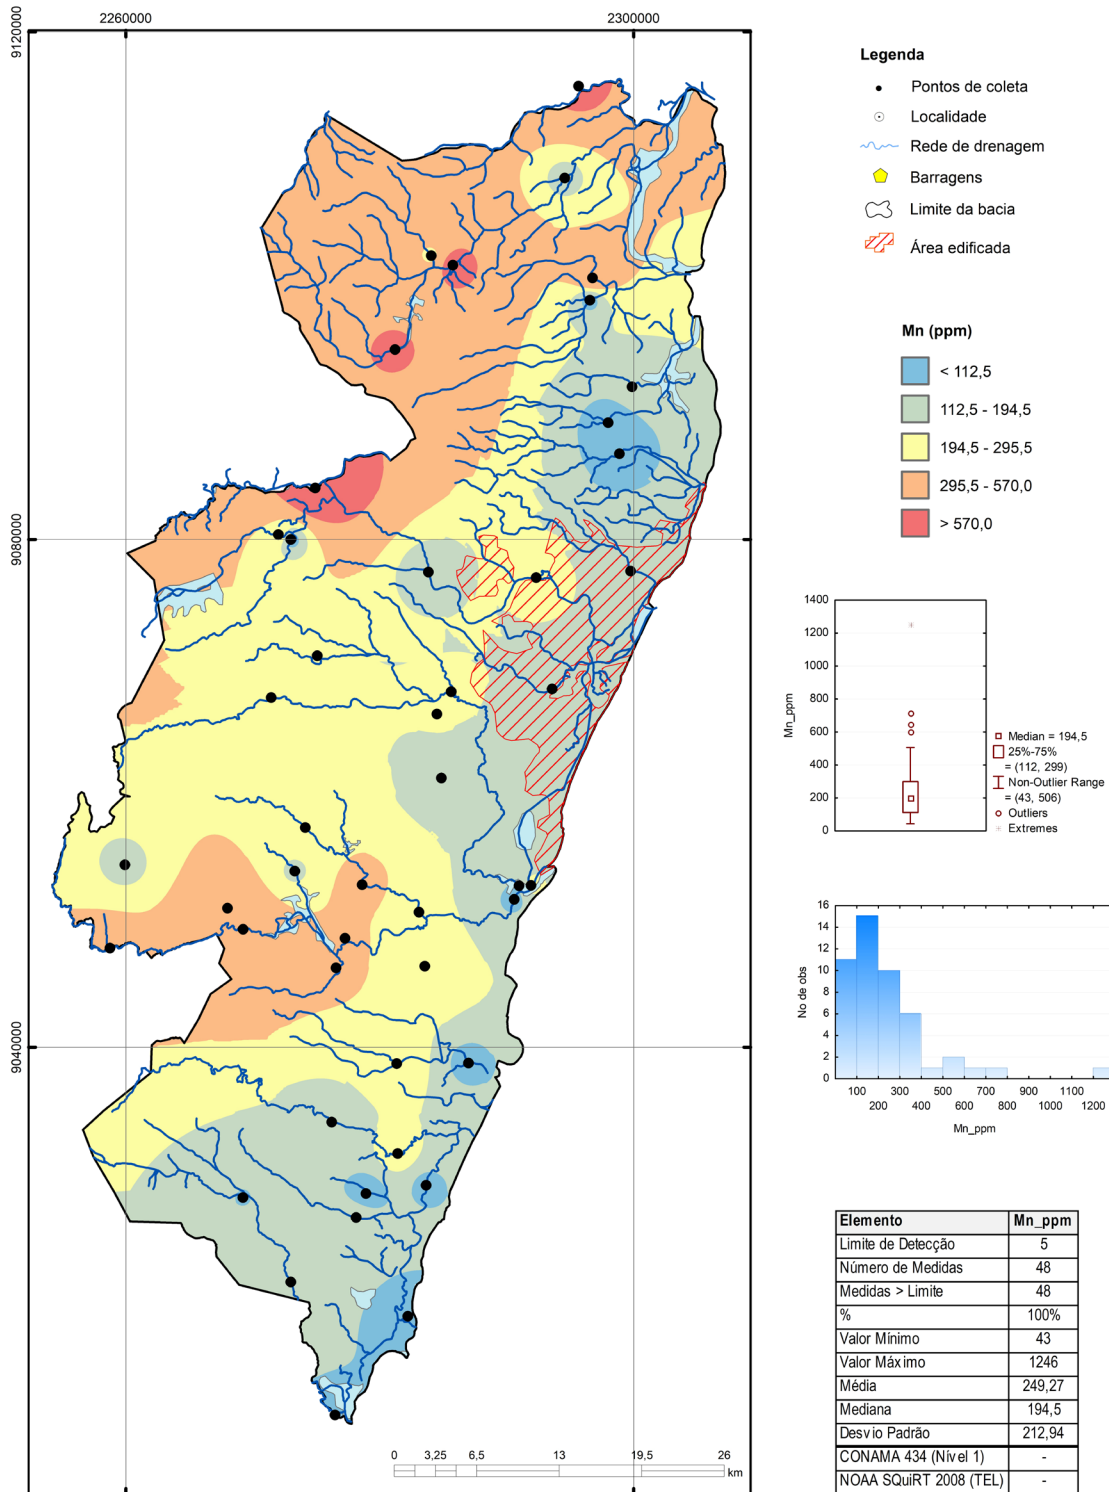 2260000 2300000
9120000
9080000
9040000
0 3,25 6,5 13 19,5 26
km
Legenda
Pontos de coleta
Localidade
Rede de drenagem
Barragens
Limite da bacia
Área edificada
Mn (ppm)
< 112,5
112,5 - 194,5
194,5 - 295,5
295,5 - 570,0
> 570,0
1400
1200
1000
800
600
400
200
0
Mn_ppm
Median = 194,5
25%-75%
= (112, 299)
Non-Outlier Range
= (43, 506)
Outliers
Extremes
16
14
12
10
8
6
4
2
0
No de obs
100 300 500 700 900 1100
200 400 600 800 1000 1200
Mn_ppm
Elemento Mn_ppm
Limite de Detecção 5
Número de Medidas 48
Medidas > Limite 48
% 100%
Valor Mínimo 43
Valor Máximo 1246
Média 249,27
Mediana 194,5
Desvio Padrão 212,94
CONAMA 434 (Nível 1) -
NOAA SQuiRT 2008 (TEL) -